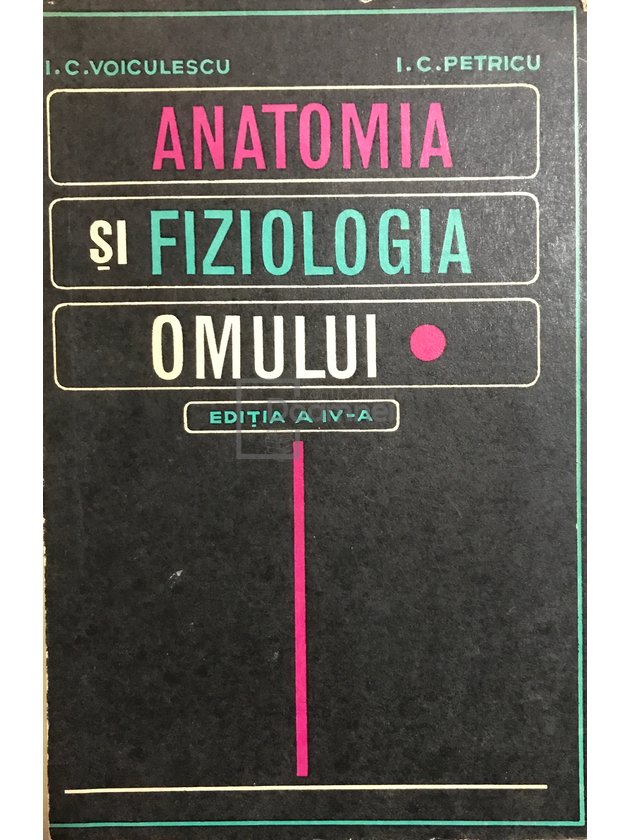 I.C.VOICULESCU I.C.PETRICU
ANATOMIA
ȘI FIZIOLOGIA
OMULUI
EDIȚIA A IV-A